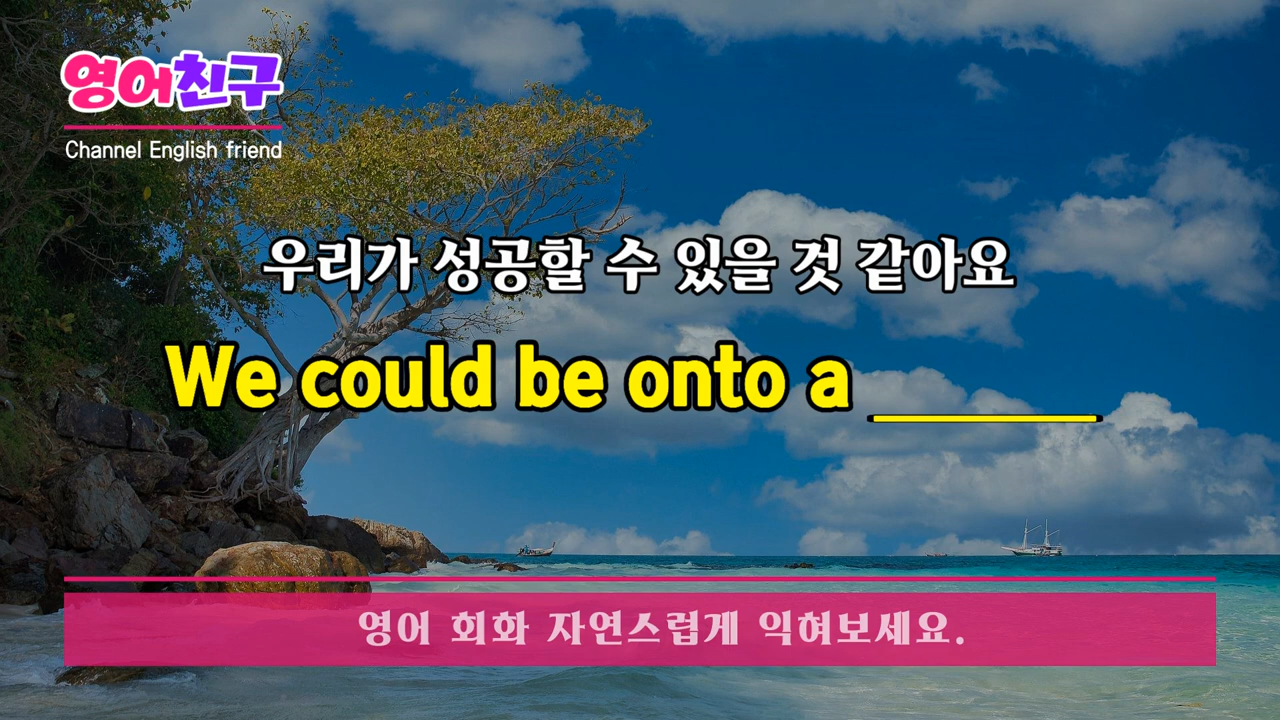 영어친구
Channel English friend
우리가 성공할 수 있을 것 같아요
We could be onto a _____
영어 회화 자연스럽게 익혀보세요.